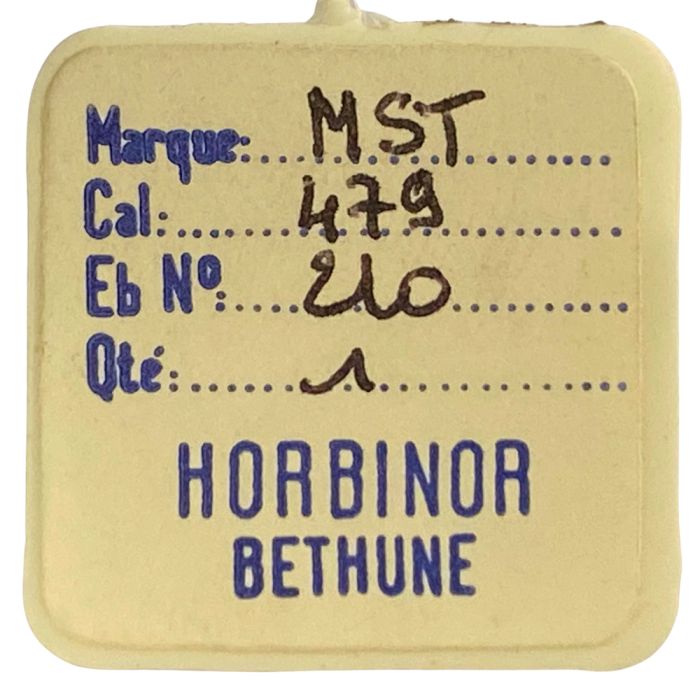 Marque: MST
Cal: 479
Eb Nº: 210
Qté: 1
HORBINOR
BETHUNE